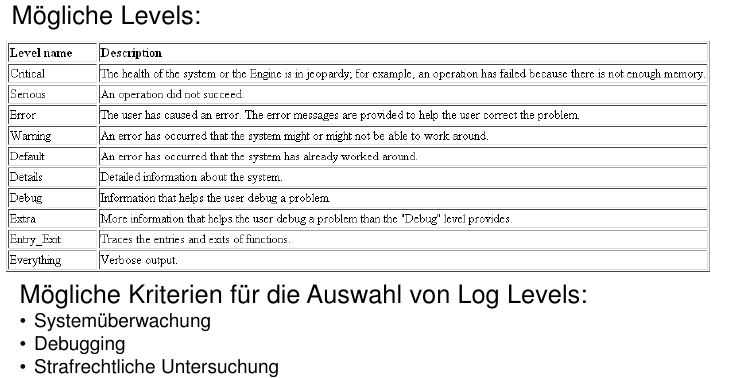 Mögliche Levels:
Level name Description
Critical The health of the system or the Engine is in jeopardy; for example, an operation has failed because there is not enough memory.
Serious An operation did not succeed.
Error The user has caused an error. The error messages are provided to help the user correct the problem.
Warning An error has occurred that the system might or might not be able to work around.
Default An error has occurred that the system has already worked around.
Details Detailed information about the system.
Debug Information that helps the user debug a problem.
Extra More information that helps the user debug a problem than the "Debug" level provides.
Entry_Exit Traces the entries and exits of functions.
Everything Verbose output.
Mögliche Kriterien für die Auswahl von Log Levels:
• Systemüberwachung
• Debugging
• Strafrechtliche Untersuchung